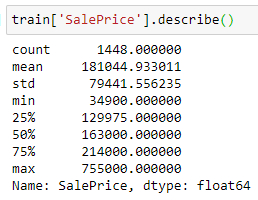 train['SalePrice'].describe()
count 1448.000000
mean 181044.933011
std 79441.556235
min 34900.000000
25% 129975.000000
50% 163000.000000
75% 214000.000000
max 755000.000000
Name: SalePrice, dtype: float64